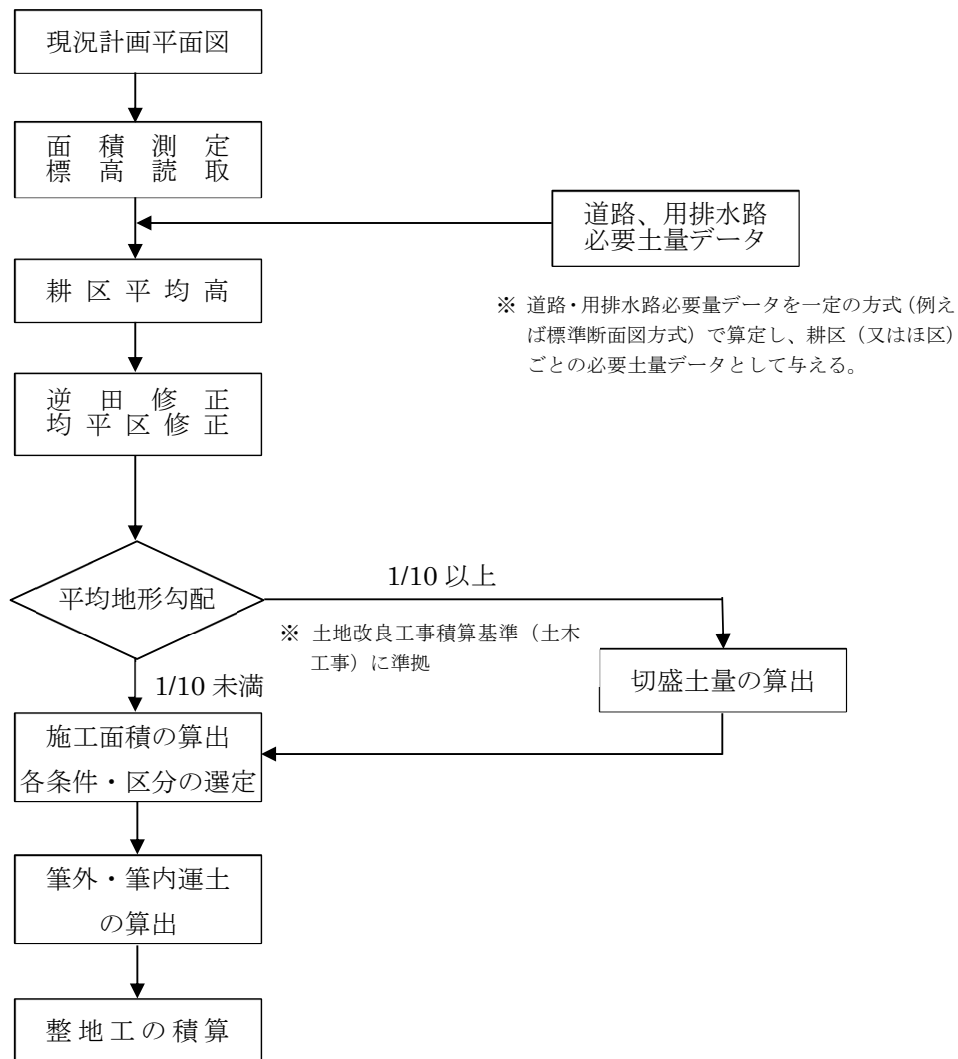 現況計画平面図
面積測定
標高読取
道路、用排水路
必要土量データ
耕区平均高
※ 道路・用排水路必要量データを一定の方式(例え
ば標準断面図方式)で算定し、耕区(又はほ区)
ごとの必要土量データとして与える。
逆田修正
均平区修正
平均地形勾配
1/10 以上
※ 土地改良工事積算基準(土木
工事)に準拠
切盛土量の算出
1/10 未満
施工面積の算出
各条件・区分の選定
筆外・筆内運土
の算出
整地工の積算